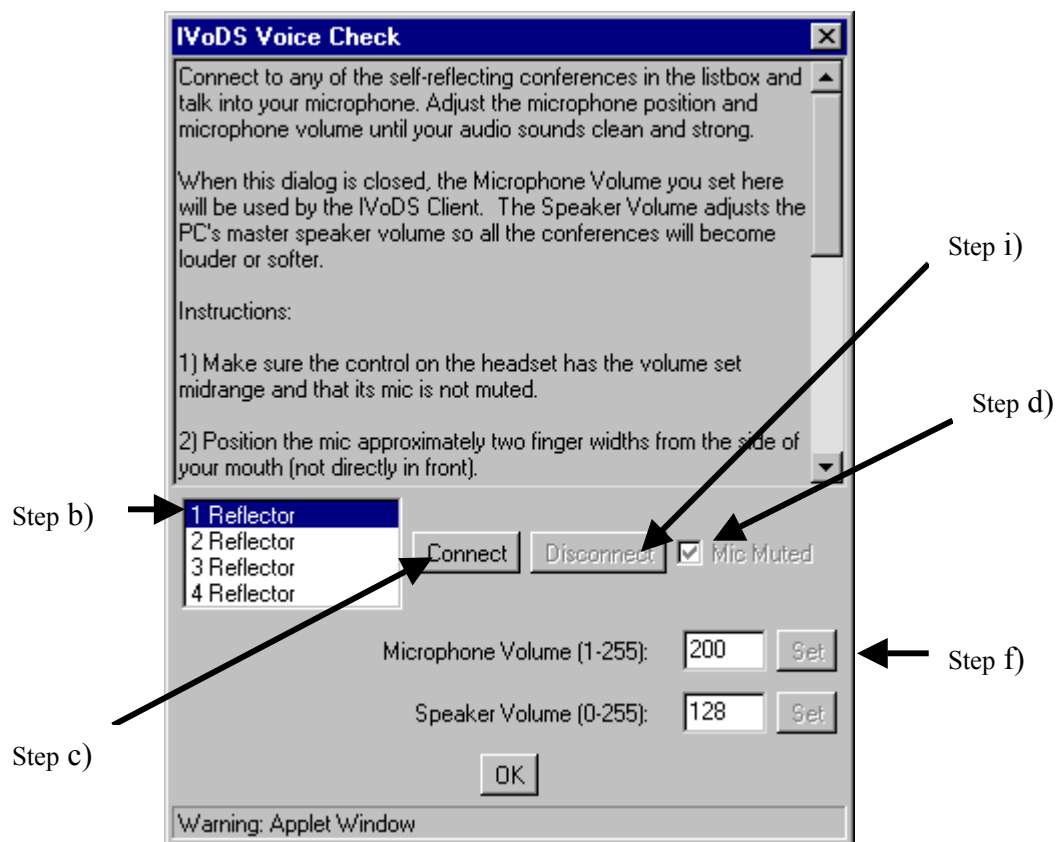 IVoDS Voice Check
Connect to any of the self-reflecting conferences in the listbox and
talk into your microphone. Adjust the microphone position and
microphone volume until your audio sounds clean and strong.
When this dialog is closed, the Microphone Volume you set here
will be used by the IVoDS Client.  The Speaker Volume adjusts the
PC's master speaker volume so all the conferences will become
louder or softer.
Step i)
Instructions:
1) Make sure the control on the headset has the volume set
midrange and that its mic is not muted.
Step d)
2) Position the mic approximately two finger widths from the side of
your mouth (not directly in front).
Step b)
1 Reflector
2 Reflector
3 Reflector
4 Reflector
Connect
Disconnect
Mic Muted
Microphone Volume (1-255):
200
Set
Step f)
Speaker Volume (0-255):
128
Set
Step c)
OK
Warning: Applet Window